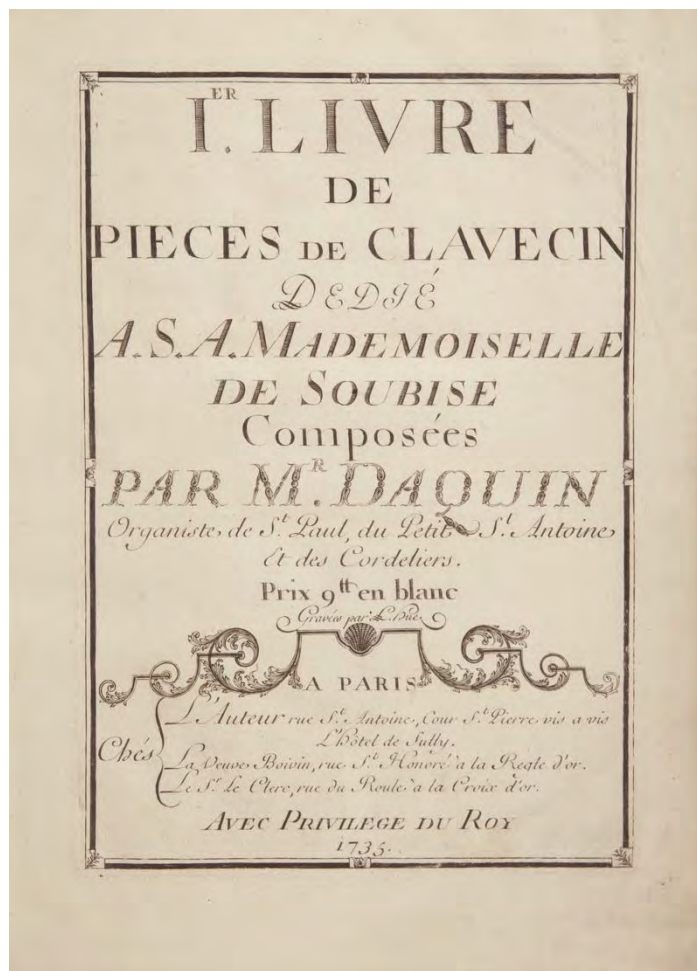 I.ER LIVRE
DE
PIECES DE CLAVECIN
DEDIÉ
A.S.A. MADEMOISELLE
DE SOUBISE
Composées
PAR M.R DAQUIN
Organiste de S.t Paul, du Petit S.t Antoine
Et des Cordeliers.
Prix 9tt en blanc
Gravées par L. Hüe
A PARIS
Chés
L'Auteur rue S.t Antoine, Cour S.t Pierre vis a vis
L'hôtel de Sully.
La Veuve Boivin, rue S.t Honoré à la Regle d'or.
Le S.r Le Clerc, rue du Roule à la Croix d'or.
AVEC PRIVILEGE DU ROY
1735.